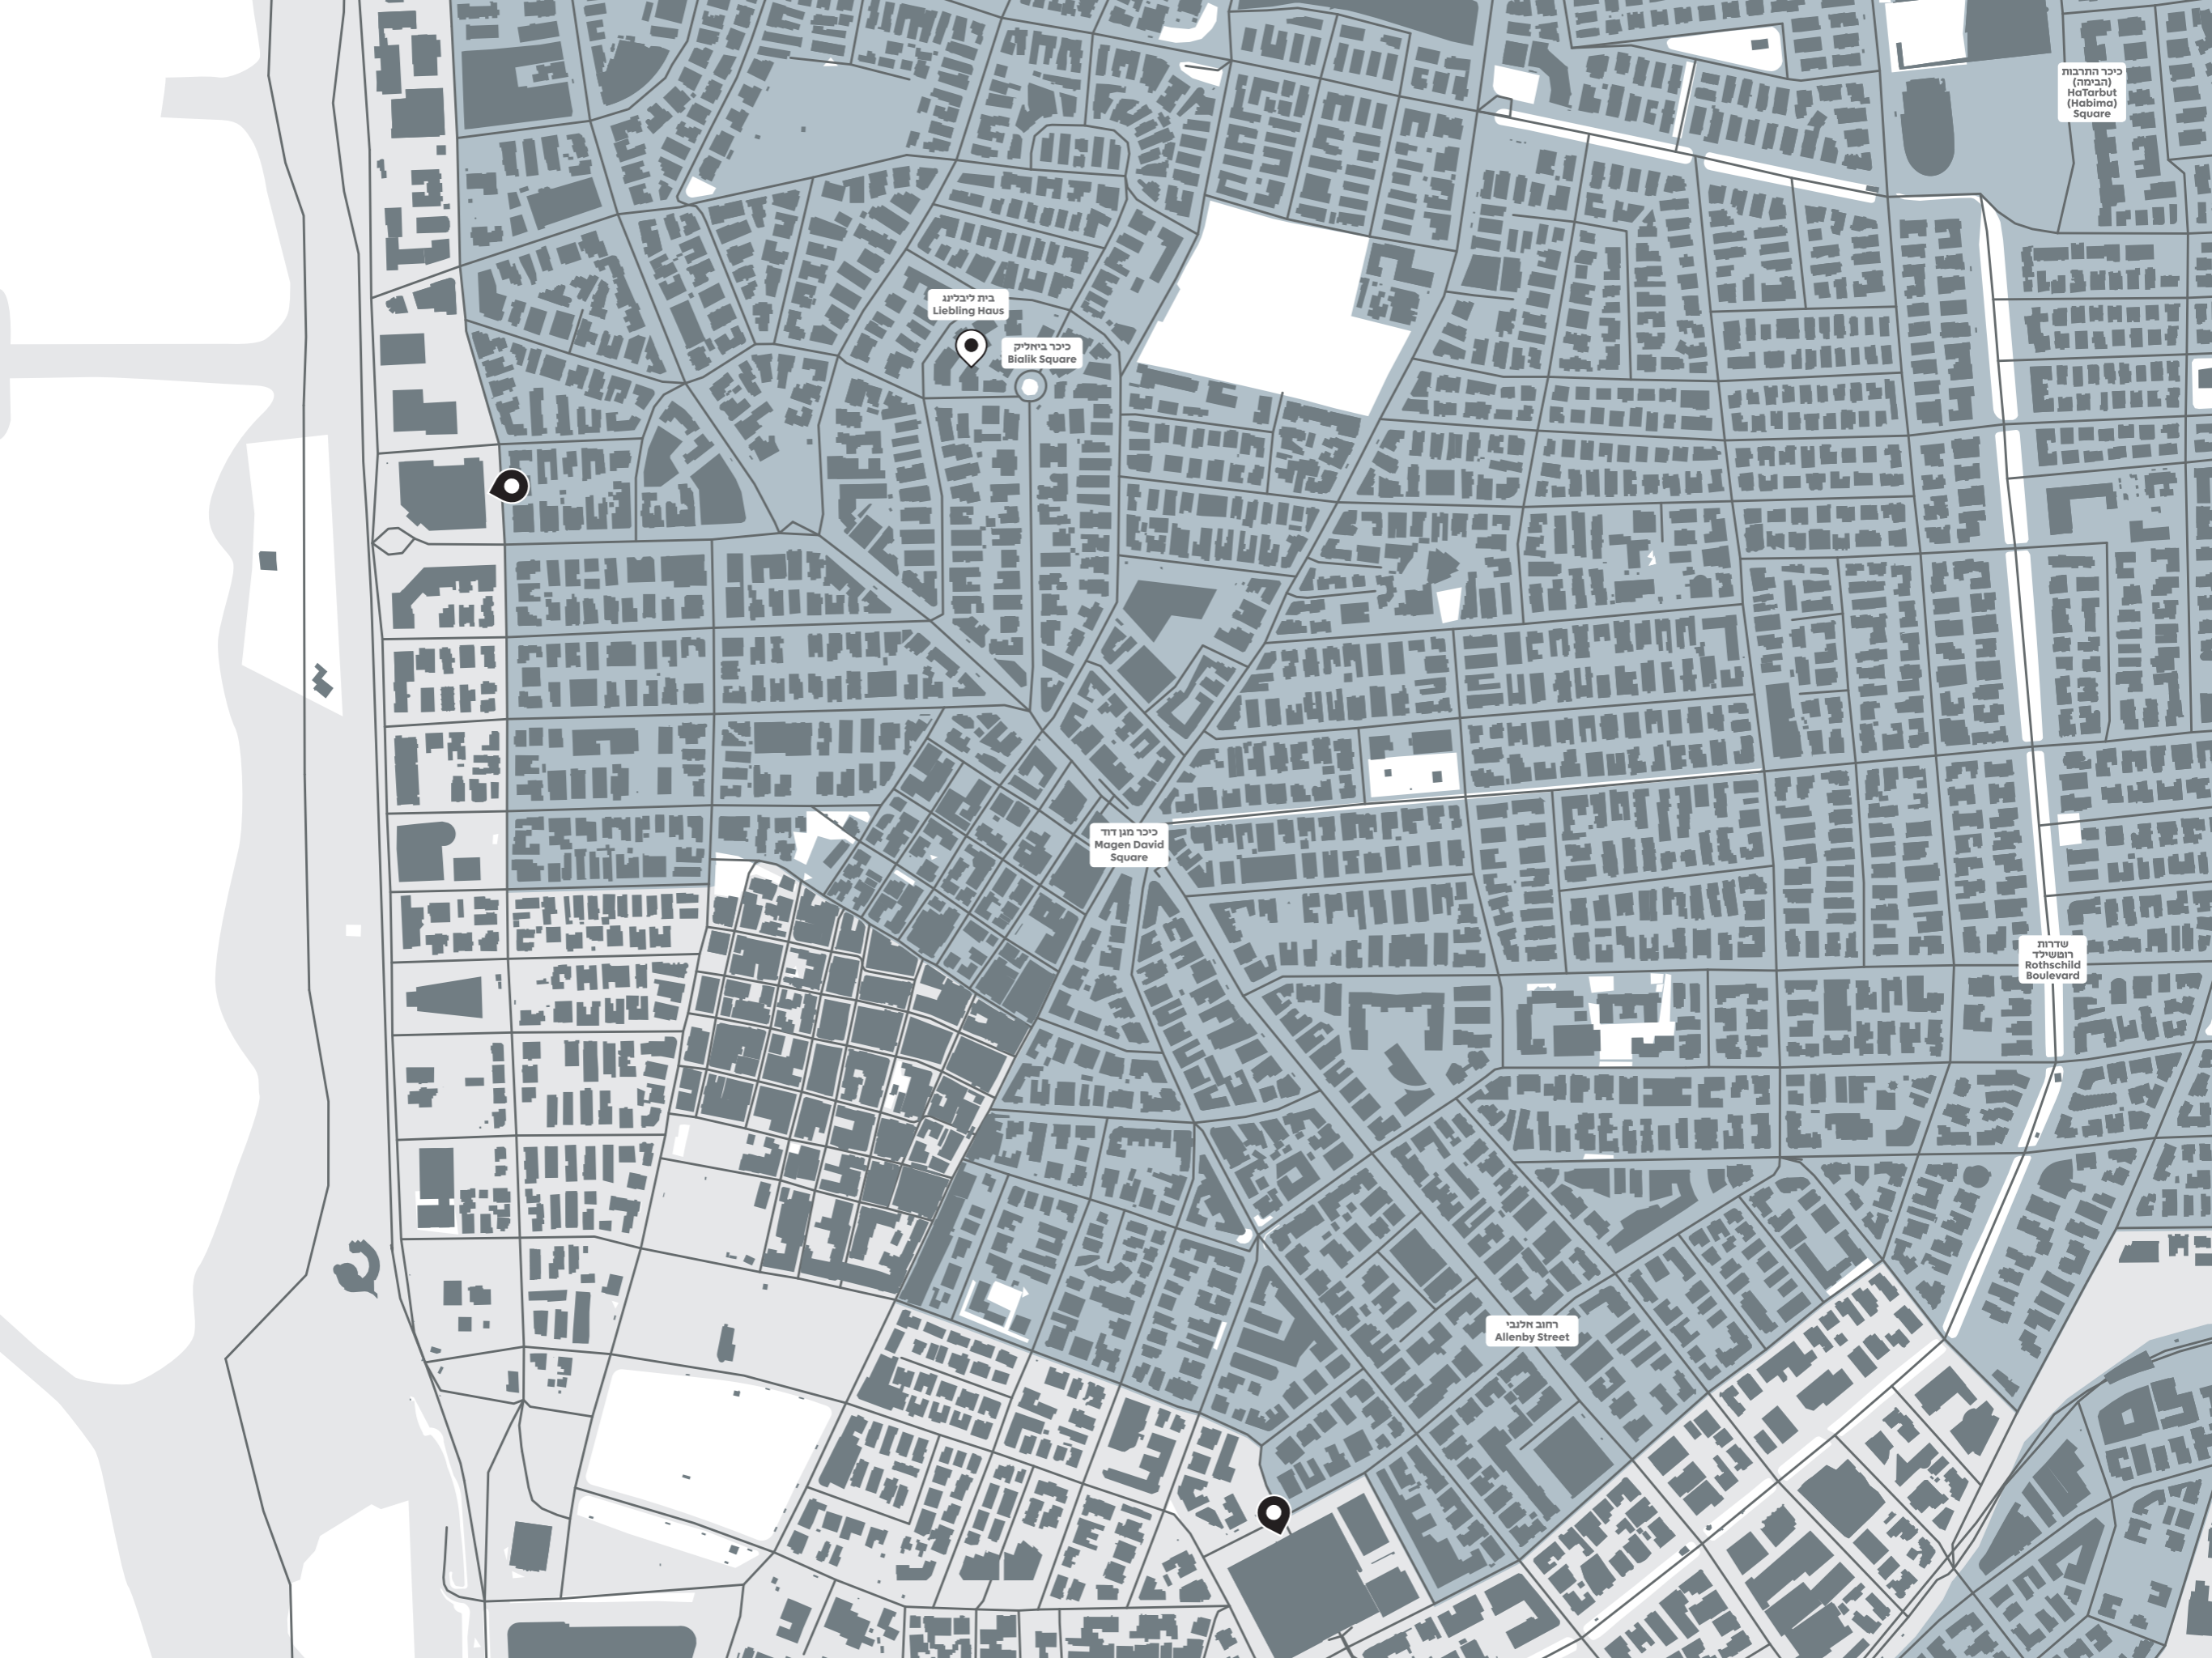 כיכר התרבות
(הבימה)
HaTarbut
(Habima)
Square
בית ליבלינג
Liebling Haus
כיכר ביאליק
Bialik Square
כיכר מגן דוד
Magen David
Square
שדרות
רוטשילד
Rothschild
Boulevard
רחוב אלנבי
Allenby Street